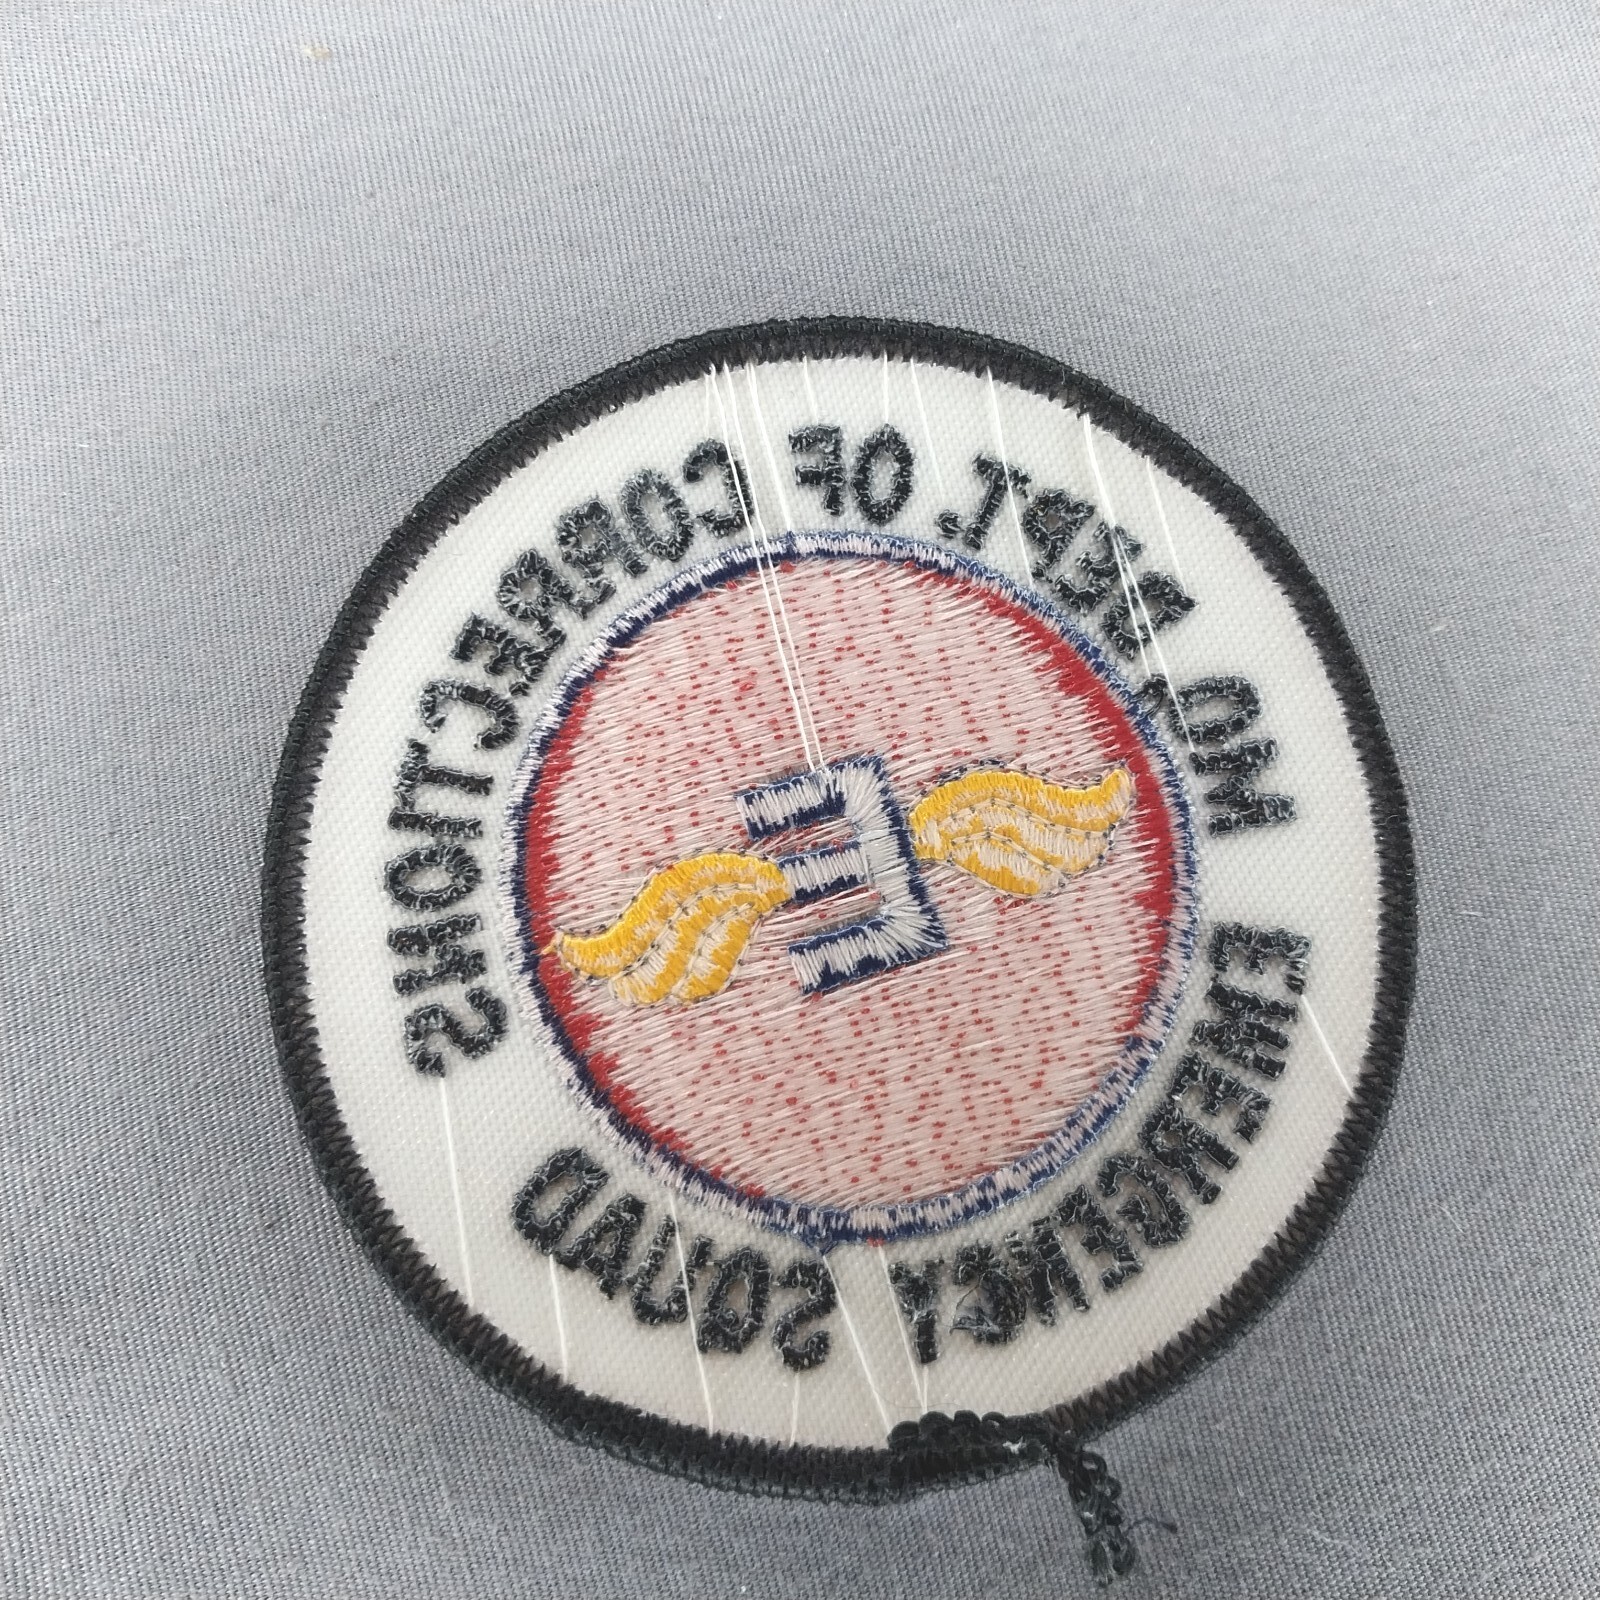 MO DEPT. OF CORRECTIONS
E
EMERGENCY SQUAD